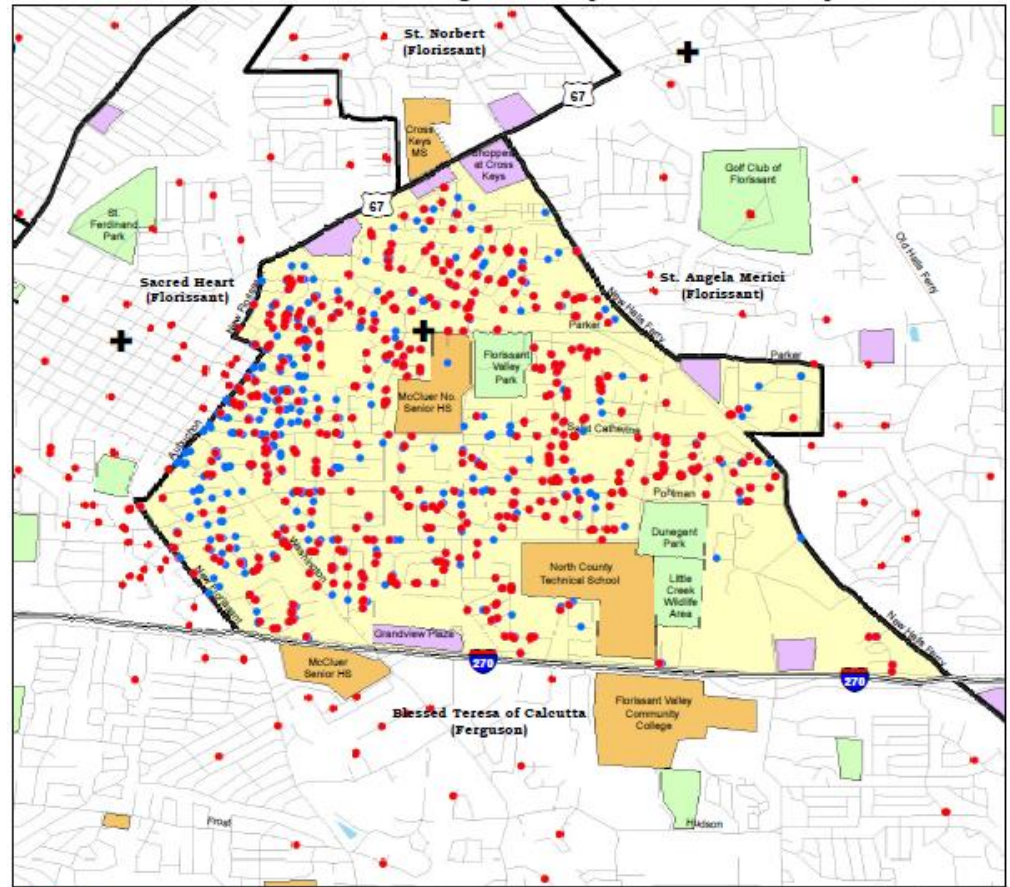 St. Norbert
(Florissant)
67
Cross
Keys
MS
Shoppes
at Cross
Keys
Golf Club of
Florissant
67
St.
Ferdinand
Park
Old Halls Ferry
Sacred Heart
(Florissant)
St. Angela Merici
(Florissant)
New Halls Ferry
Parker
Parker
Florissant
Valley
Park
McCluer No.
Senior HS
Saint Catherine
Dunegant
Park
Washington
North County
Technical School
Little
Creek
Wildlife
Area
New Florissant
New Halls Ferry
Grandview Plaza
270
270
McCluer
Senior HS
Florissant Valley
Community
College
Blessed Teresa of Calcutta
(Ferguson)
Frost
Hudson